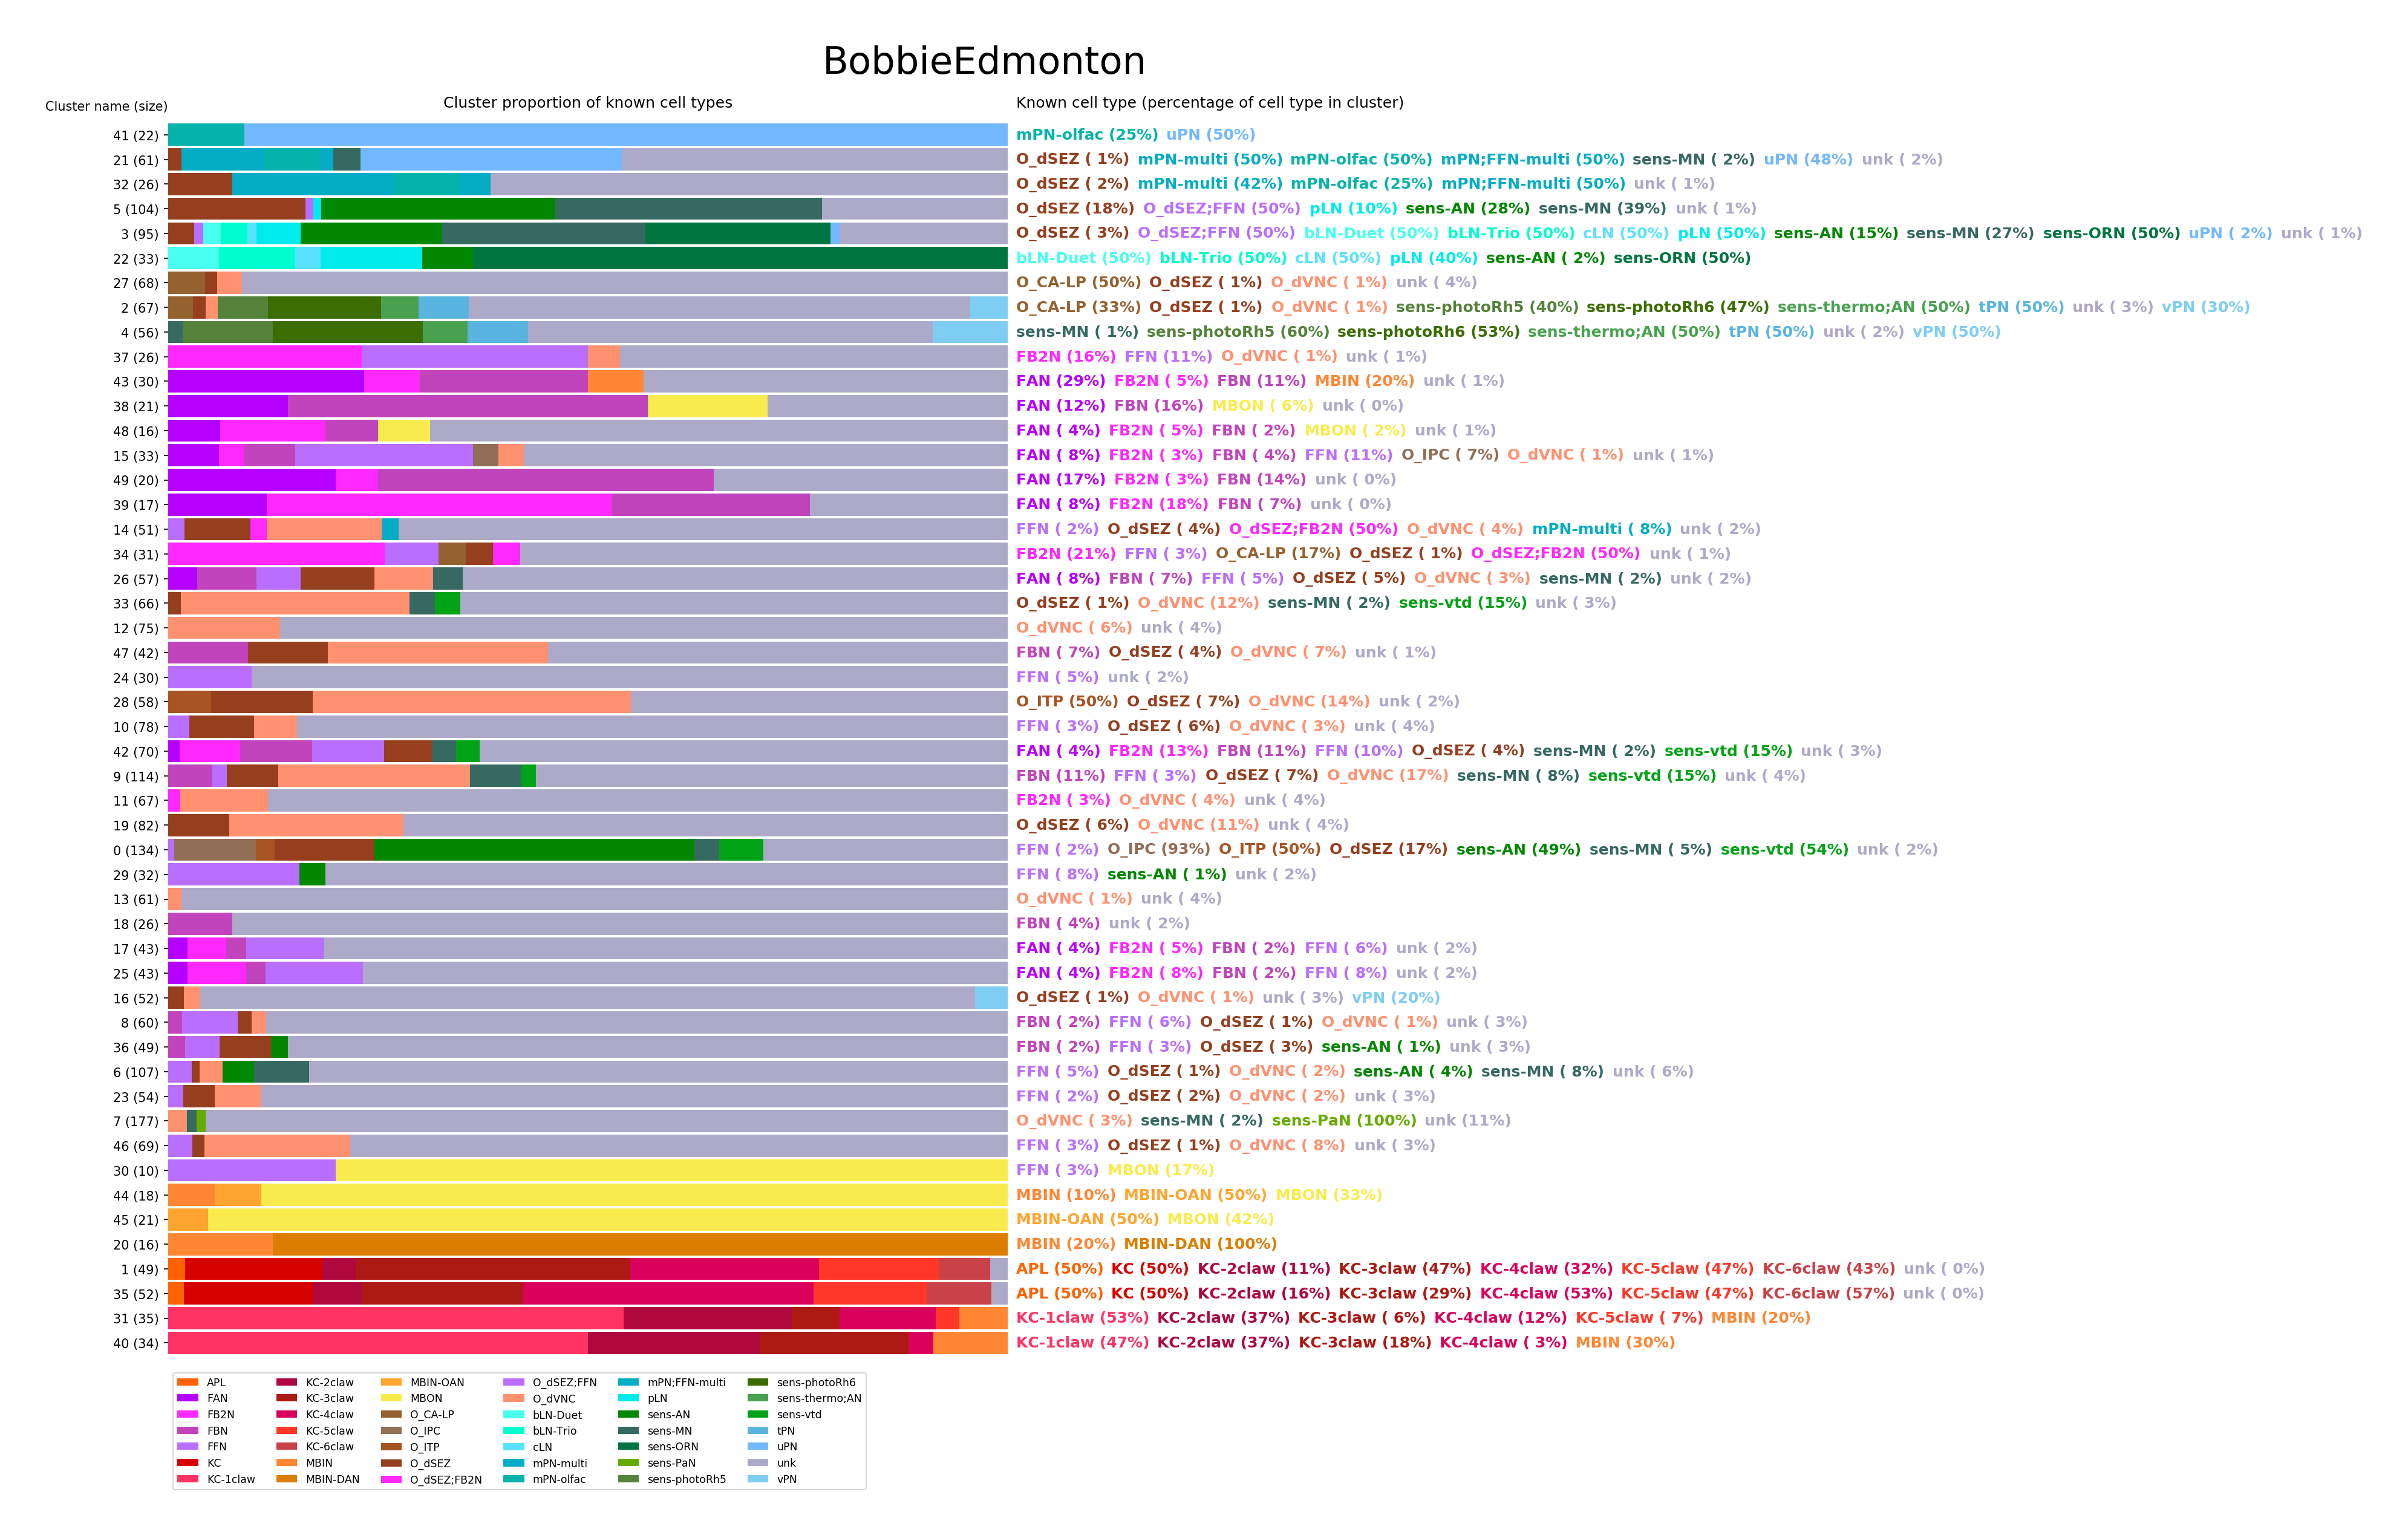 BobbieEdmonton
Cluster name (size) Cluster proportion of known cell types Known cell type (percentage of cell type in cluster)
41 (22) mPN-olfac (25%) uPN (50%)
21 (61) O_dSEZ ( 1%) mPN-multi (50%) mPN-olfac (50%) mPN;FFN-multi (50%) sens-MN ( 2%) uPN (48%) unk ( 2%)
32 (26) O_dSEZ ( 2%) mPN-multi (42%) mPN-olfac (25%) mPN;FFN-multi (50%) unk ( 1%)
5 (104) O_dSEZ (18%) O_dSEZ;FFN (50%) pLN (10%) sens-AN (28%) sens-MN (39%) unk ( 1%)
3 (95) O_dSEZ ( 3%) O_dSEZ;FFN (50%) bLN-Duet (50%) bLN-Trio (50%) cLN (50%) pLN (50%) sens-AN (15%) sens-MN (27%) sens-ORN (50%) uPN ( 2%) unk ( 1%)
22 (33) bLN-Duet (50%) bLN-Trio (50%) cLN (50%) pLN (40%) sens-AN ( 2%) sens-ORN (50%)
27 (68) O_CA-LP (50%) O_dSEZ ( 1%) O_dVNC ( 1%) unk ( 4%)
2 (67) O_CA-LP (33%) O_dSEZ ( 1%) O_dVNC ( 1%) sens-photoRh5 (40%) sens-photoRh6 (47%) sens-thermo;AN (50%) tPN (50%) unk ( 3%) vPN (30%)
4 (56) sens-MN ( 1%) sens-photoRh5 (60%) sens-photoRh6 (53%) sens-thermo;AN (50%) tPN (50%) unk ( 2%) vPN (50%)
37 (26) FB2N (16%) FFN (11%) O_dVNC ( 1%) unk ( 1%)
43 (30) FAN (29%) FB2N ( 5%) FBN (11%) MBIN (20%) unk ( 1%)
38 (21) FAN (12%) FBN (16%) MBON ( 6%) unk ( 0%)
48 (16) FAN ( 4%) FB2N ( 5%) FBN ( 2%) MBON ( 2%) unk ( 1%)
15 (33) FAN ( 8%) FB2N ( 3%) FBN ( 4%) FFN (11%) O_IPC ( 7%) O_dVNC ( 1%) unk ( 1%)
49 (20) FAN (17%) FB2N ( 3%) FBN (14%) unk ( 0%)
39 (17) FAN ( 8%) FB2N (18%) FBN ( 7%) unk ( 0%)
14 (51) FFN ( 2%) O_dSEZ ( 4%) O_dSEZ;FB2N (50%) O_dVNC ( 4%) mPN-multi ( 8%) unk ( 2%)
34 (31) FB2N (21%) FFN ( 3%) O_CA-LP (17%) O_dSEZ ( 1%) O_dSEZ;FB2N (50%) unk ( 1%)
26 (57) FAN ( 8%) FBN ( 7%) FFN ( 5%) O_dSEZ ( 5%) O_dVNC ( 3%) sens-MN ( 2%) unk ( 2%)
33 (66) O_dSEZ ( 1%) O_dVNC (12%) sens-MN ( 2%) sens-vtd (15%) unk ( 3%)
12 (75) O_dVNC ( 6%) unk ( 4%)
47 (42) FBN ( 7%) O_dSEZ ( 4%) O_dVNC ( 7%) unk ( 1%)
24 (30) FFN ( 5%) unk ( 2%)
28 (58) O_ITP (50%) O_dSEZ ( 7%) O_dVNC (14%) unk ( 2%)
10 (78) FFN ( 3%) O_dSEZ ( 6%) O_dVNC ( 3%) unk ( 4%)
42 (70) FAN ( 4%) FB2N (13%) FBN (11%) FFN (10%) O_dSEZ ( 4%) sens-MN ( 2%) sens-vtd (15%) unk ( 3%)
9 (114) FBN (11%) FFN ( 3%) O_dSEZ ( 7%) O_dVNC (17%) sens-MN ( 8%) sens-vtd (15%) unk ( 4%)
11 (67) FB2N ( 3%) O_dVNC ( 4%) unk ( 4%)
19 (82) O_dSEZ ( 6%) O_dVNC (11%) unk ( 4%)
0 (134) FFN ( 2%) O_IPC (93%) O_ITP (50%) O_dSEZ (17%) sens-AN (49%) sens-MN ( 5%) sens-vtd (54%) unk ( 2%)
29 (32) FFN ( 8%) sens-AN ( 1%) unk ( 2%)
13 (61) O_dVNC ( 1%) unk ( 4%)
18 (26) FBN ( 4%) unk ( 2%)
17 (43) FAN ( 4%) FB2N ( 5%) FBN ( 2%) FFN ( 6%) unk ( 2%)
25 (43) FAN ( 4%) FB2N ( 8%) FBN ( 2%) FFN ( 8%) unk ( 2%)
16 (52) O_dSEZ ( 1%) O_dVNC ( 1%) unk ( 3%) vPN (20%)
8 (60) FBN ( 2%) FFN ( 6%) O_dSEZ ( 1%) O_dVNC ( 1%) unk ( 3%)
36 (49) FBN ( 2%) FFN ( 3%) O_dSEZ ( 3%) sens-AN ( 1%) unk ( 3%)
6 (107) FFN ( 5%) O_dSEZ ( 1%) O_dVNC ( 2%) sens-AN ( 4%) sens-MN ( 8%) unk ( 6%)
23 (54) FFN ( 2%) O_dSEZ ( 2%) O_dVNC ( 2%) unk ( 3%)
7 (177) O_dVNC ( 3%) sens-MN ( 2%) sens-PaN (100%) unk (11%)
46 (69) FFN ( 3%) O_dSEZ ( 1%) O_dVNC ( 8%) unk ( 3%)
30 (10) FFN ( 3%) MBON (17%)
44 (18) MBIN (10%) MBIN-OAN (50%) MBON (33%)
45 (21) MBIN-OAN (50%) MBON (42%)
20 (16) MBIN (20%) MBIN-DAN (100%)
1 (49) APL (50%) KC (50%) KC-2claw (11%) KC-3claw (47%) KC-4claw (32%) KC-5claw (47%) KC-6claw (43%) unk ( 0%)
35 (52) APL (50%) KC (50%) KC-2claw (16%) KC-3claw (29%) KC-4claw (53%) KC-5claw (47%) KC-6claw (57%) unk ( 0%)
31 (35) KC-1claw (53%) KC-2claw (37%) KC-3claw ( 6%) KC-4claw (12%) KC-5claw ( 7%) MBIN (20%)
40 (34) KC-1claw (47%) KC-2claw (37%) KC-3claw (18%) KC-4claw ( 3%) MBIN (30%)
APL KC-2claw MBIN-OAN O_dSEZ;FFN mPN;FFN-multi sens-photoRh6
FAN KC-3claw MBON O_dVNC pLN sens-thermo;AN
FB2N KC-4claw O_CA-LP bLN-Duet sens-AN sens-vtd
FBN KC-5claw O_IPC bLN-Trio sens-MN tPN
FFN KC-6claw O_ITP cLN sens-ORN uPN
KC MBIN O_dSEZ mPN-multi sens-PaN unk
KC-1claw MBIN-DAN O_dSEZ;FB2N mPN-olfac sens-photoRh5 vPN